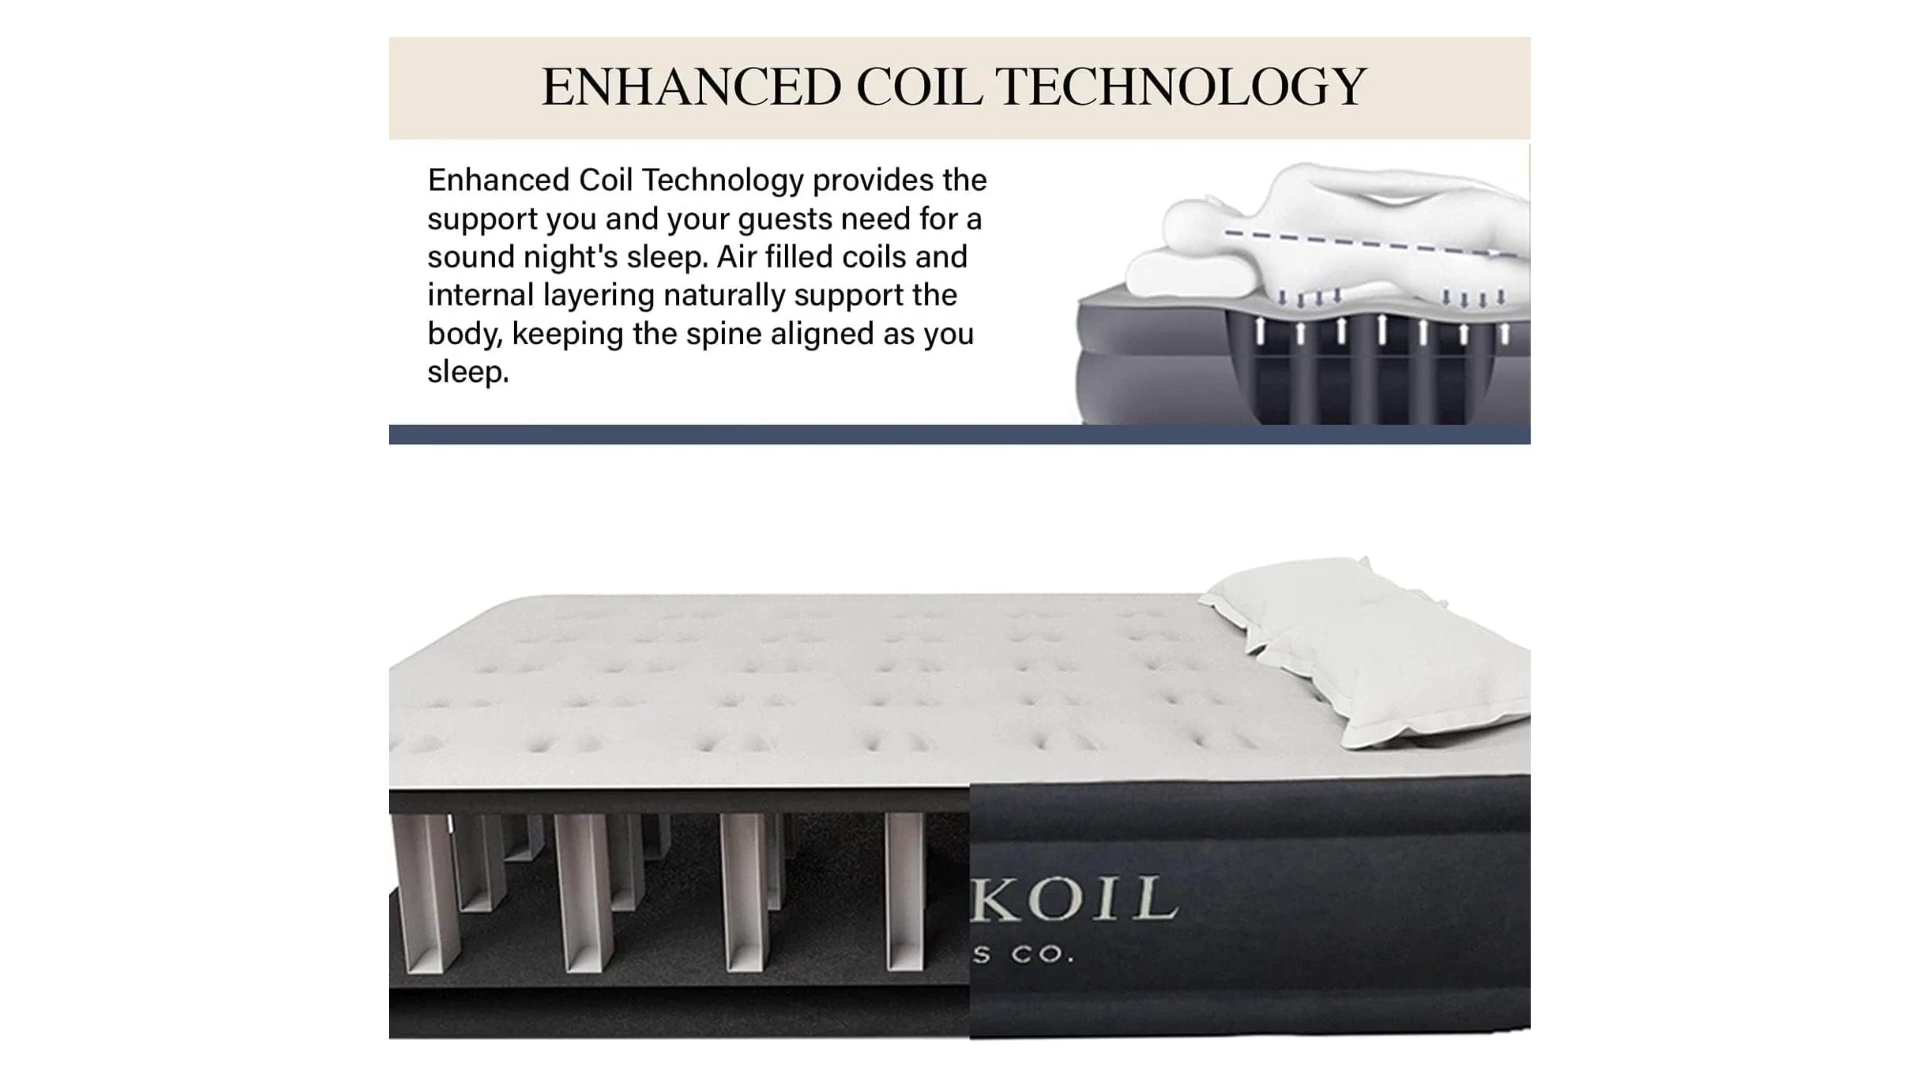 ENHANCED COIL TECHNOLOGY
Enhanced Coil Technology provides the
support you and your guests need for a
sound night's sleep. Air filled coils and
internal layering naturally support the
body, keeping the spine aligned as you
sleep.
KOIL
S CO.